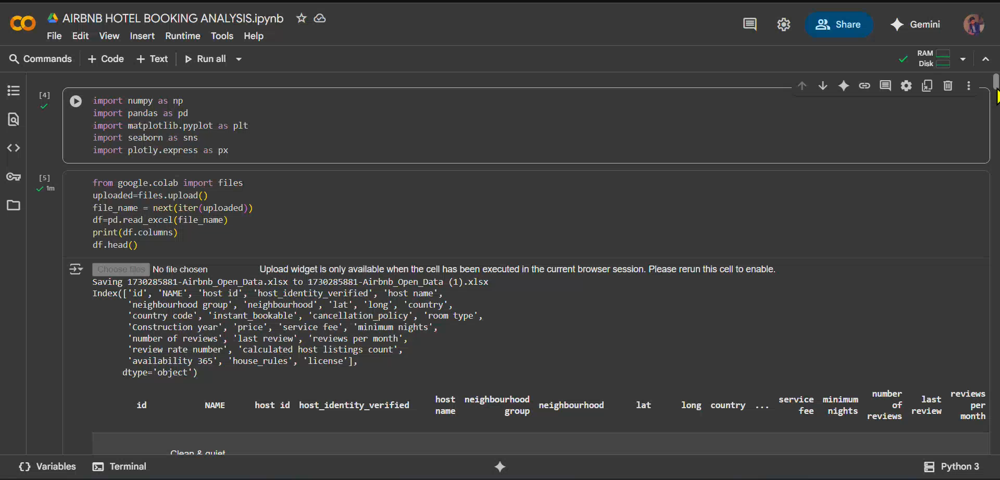 AIRBNB HOTEL BOOKING ANALYSIS.ipynb
File Edit View Insert Runtime Tools Help
Share
Gemini
Commands + Code + Text Run all
RAM
Disk
[4]
import numpy as np
import pandas as pd
import matplotlib.pyplot as plt
import seaborn as sns
import plotly.express as px
[5]
1m
from google.colab import files
uploaded=files.upload()
file_name = next(iter(uploaded))
df=pd.read_excel(file_name)
print(df.columns)
df.head()
Choose files No file chosen Upload widget is only available when the cell has been executed in the current browser session. Please rerun this cell to enable.
Saving 1730285881-Airbnb_Open_Data.xlsx to 1730285881-Airbnb_Open_Data (1).xlsx
Index(['id', 'NAME', 'host id', 'host_identity_verified', 'host name',
'neighbourhood group', 'neighbourhood', 'lat', 'long', 'country',
'country code', 'instant_bookable', 'cancellation_policy', 'room type',
'Construction year', 'price', 'service fee', 'minimum nights',
'number of reviews', 'last review', 'reviews per month',
'review rate number', 'calculated host listings count',
'availability 365', 'house_rules', 'license'],
dtype='object')
id NAME host id host_identity_verified host name neighbourhood group neighbourhood lat long country ... service fee minimum nights number of reviews last review reviews per month
Clean & quiet
Variables Terminal
Python 3